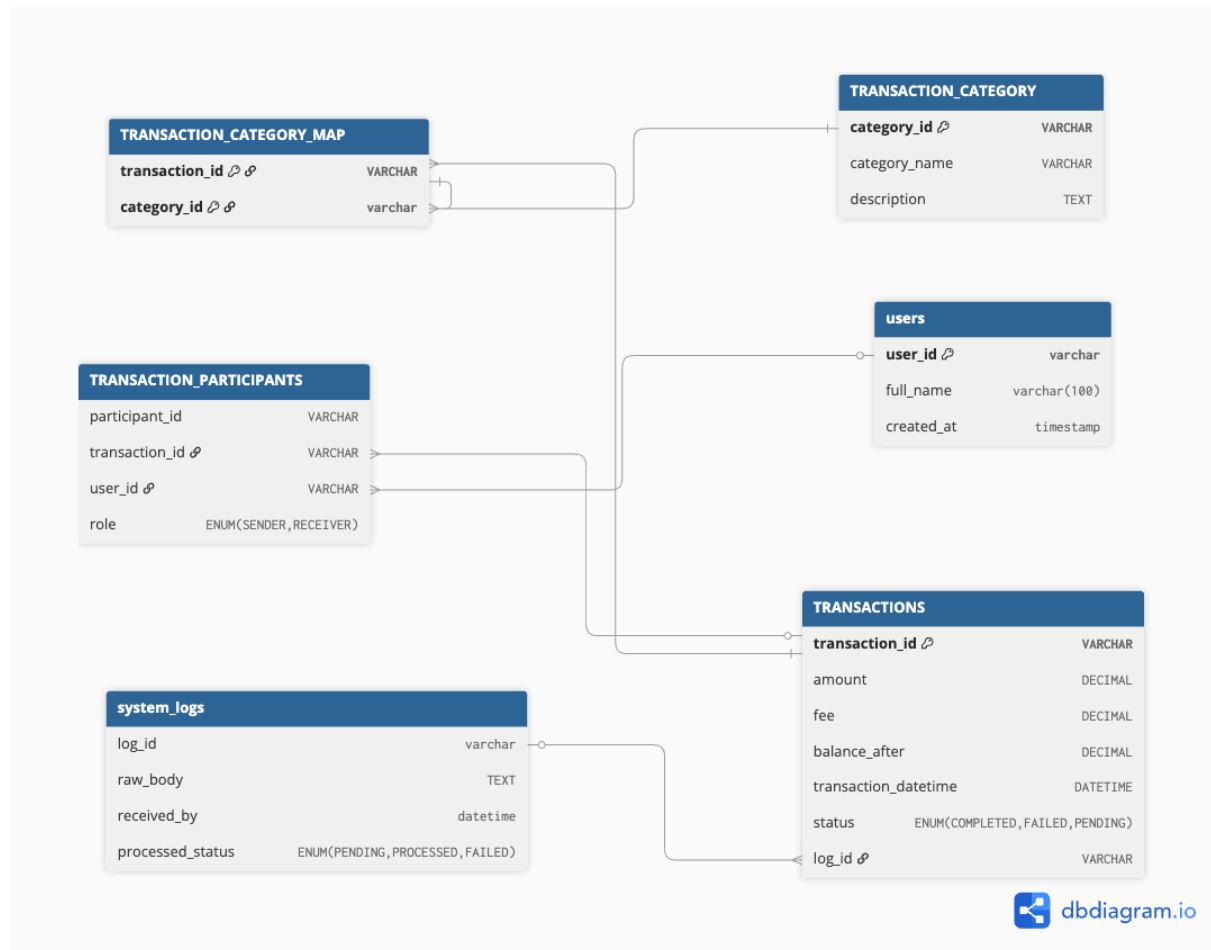 TRANSACTION_CATEGORY_MAP
transaction_id VARCHAR
category_id varchar
TRANSACTION_CATEGORY
category_id VARCHAR
category_name VARCHAR
description TEXT
users
user_id varchar
full_name varchar(100)
created_at timestamp
TRANSACTION_PARTICIPANTS
participant_id VARCHAR
transaction_id VARCHAR
user_id VARCHAR
role ENUM(SENDER,RECEIVER)
TRANSACTIONS
transaction_id VARCHAR
amount DECIMAL
fee DECIMAL
balance_after DECIMAL
transaction_datetime DATETIME
status ENUM(COMPLETED,FAILED,PENDING)
log_id VARCHAR
system_logs
log_id varchar
raw_body TEXT
received_by datetime
processed_status ENUM(PENDING,PROCESSED,FAILED)
dbdiagram.io